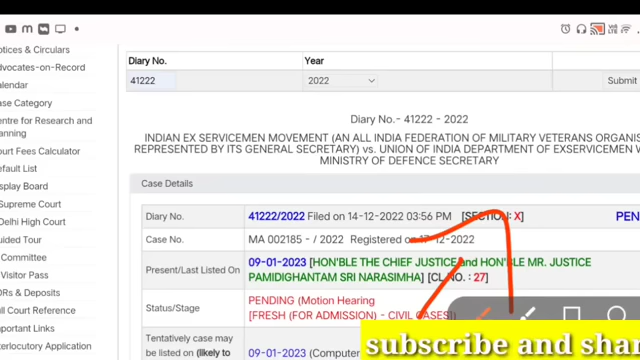 otices & Circulars
dvocates-on-Record
alendar
ase Category
entre for Research and
anning
ourt Fees Calculator
efault List
splay Board
Supreme Court
Delhi High Court
uided Tour
Committee
Visitor Pass
DRs & Deposits
ull Court Reference
mportant Links
nterlocutory Application
Diary No. Year
41222 2022 Submit
Diary No.- 41222 - 2022
INDIAN EX SERVICEMEN MOVEMENT (AN ALL INDIA FEDERATION OF MILITARY VETERANS ORGANIS
REPRESENTED BY ITS GENERAL SECRETARY) vs. UNION OF INDIA DEPARTMENT OF EXSERVICEMEN W
MINISTRY OF DEFENCE SECRETARY
Case Details
Diary No. 41222/2022 Filed on 14-12-2022 03:56 PM [SECTION: X] PEN
Case No. MA 002185 - / 2022 Registered on 17-12-2022
Present/Last Listed On 09-01-2023 [HON'BLE THE CHIEF JUSTICE and HON'BLE MR. JUSTICE
PAMIDIGHANTAM SRI NARASIMHA] [CL.NO. : 27]
Status/Stage PENDING (Motion Hearing
[FRESH (FOR ADMISSION) - CIVIL CASES])
Tentatively case may
be listed on (likely to 09-01-2023 (Computer
subscribe and shar